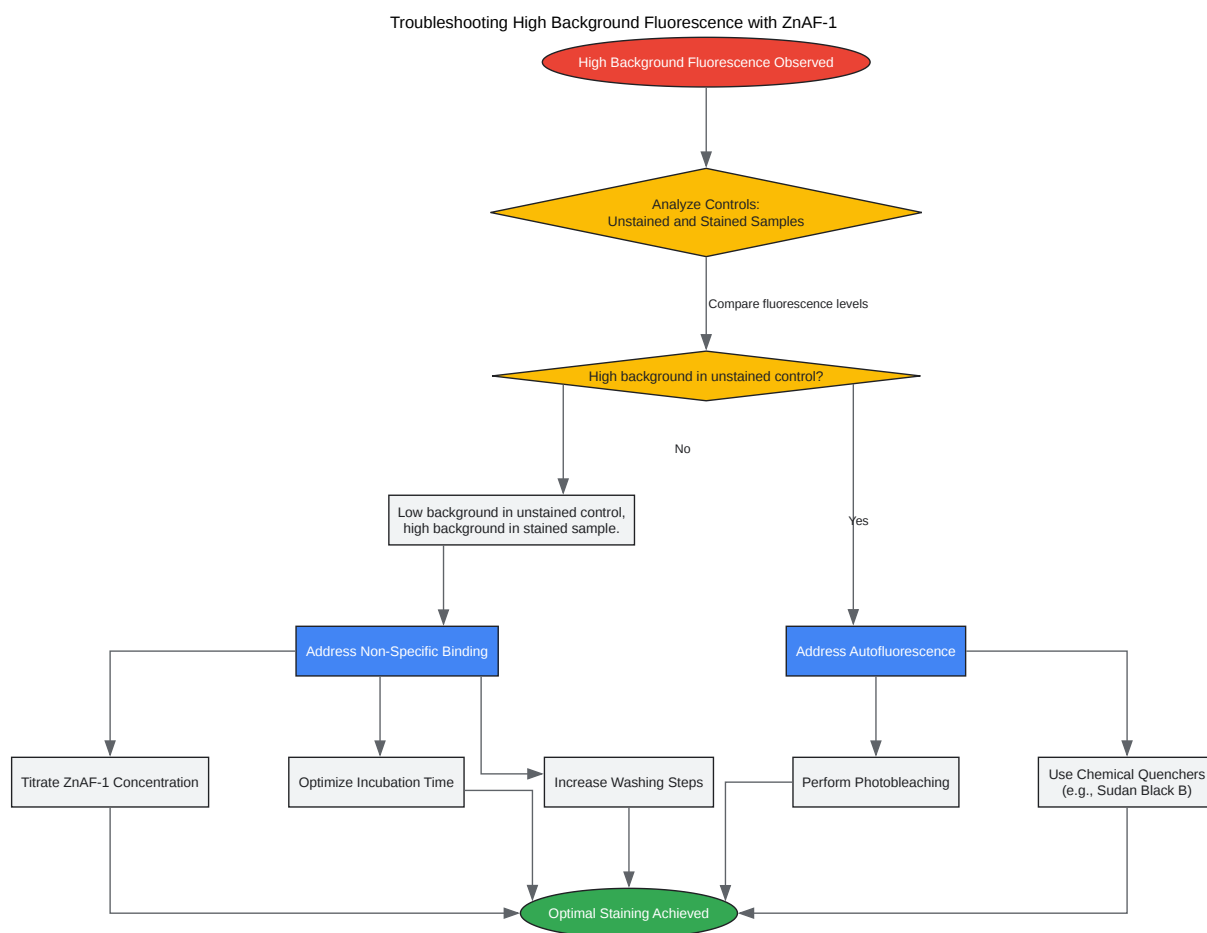 Troubleshooting High Background Fluorescence with ZnAF-1
High Background Fluorescence Observed
Analyze Controls:
Unstained and Stained Samples
Compare fluorescence levels
High background in unstained control?
No
Low background in unstained control,
high background in stained sample.
Yes
Address Non-Specific Binding
Address Autofluorescence
Titrate ZnAF-1 Concentration
Optimize Incubation Time
Increase Washing Steps
Perform Photobleaching
Use Chemical Quenchers
(e.g., Sudan Black B)
Optimal Staining Achieved